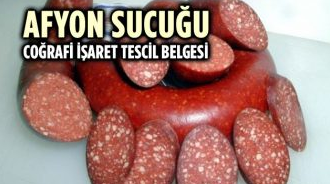 AFYON SUCUĞU
COĞRAFİ İŞARET TESCİL BELGESİ